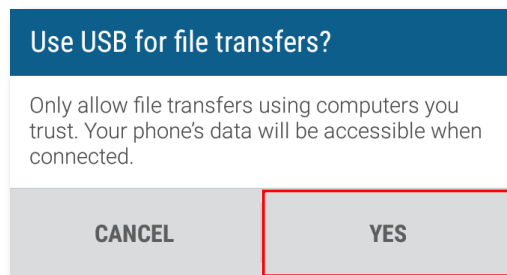 Use USB for file transfers?
Only allow file transfers using computers you
trust. Your phone’s data will be accessible when
connected.
CANCEL
YES